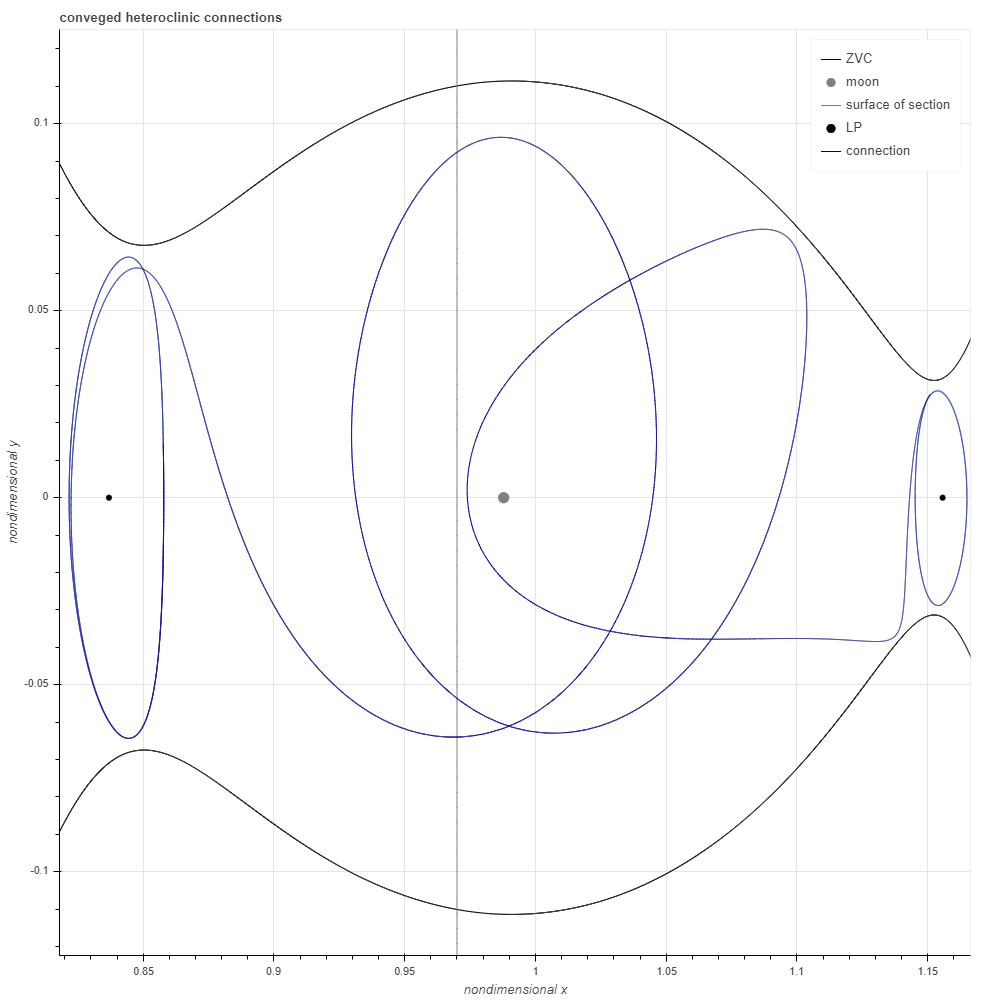 conveged heteroclinic connections
ZVC
moon
surface of section
LP
connection
0.1
0.05
0
-0.05
-0.1
nondimensional y
0.85
0.9
0.95
1
1.05
1.1
1.15
nondimensional x